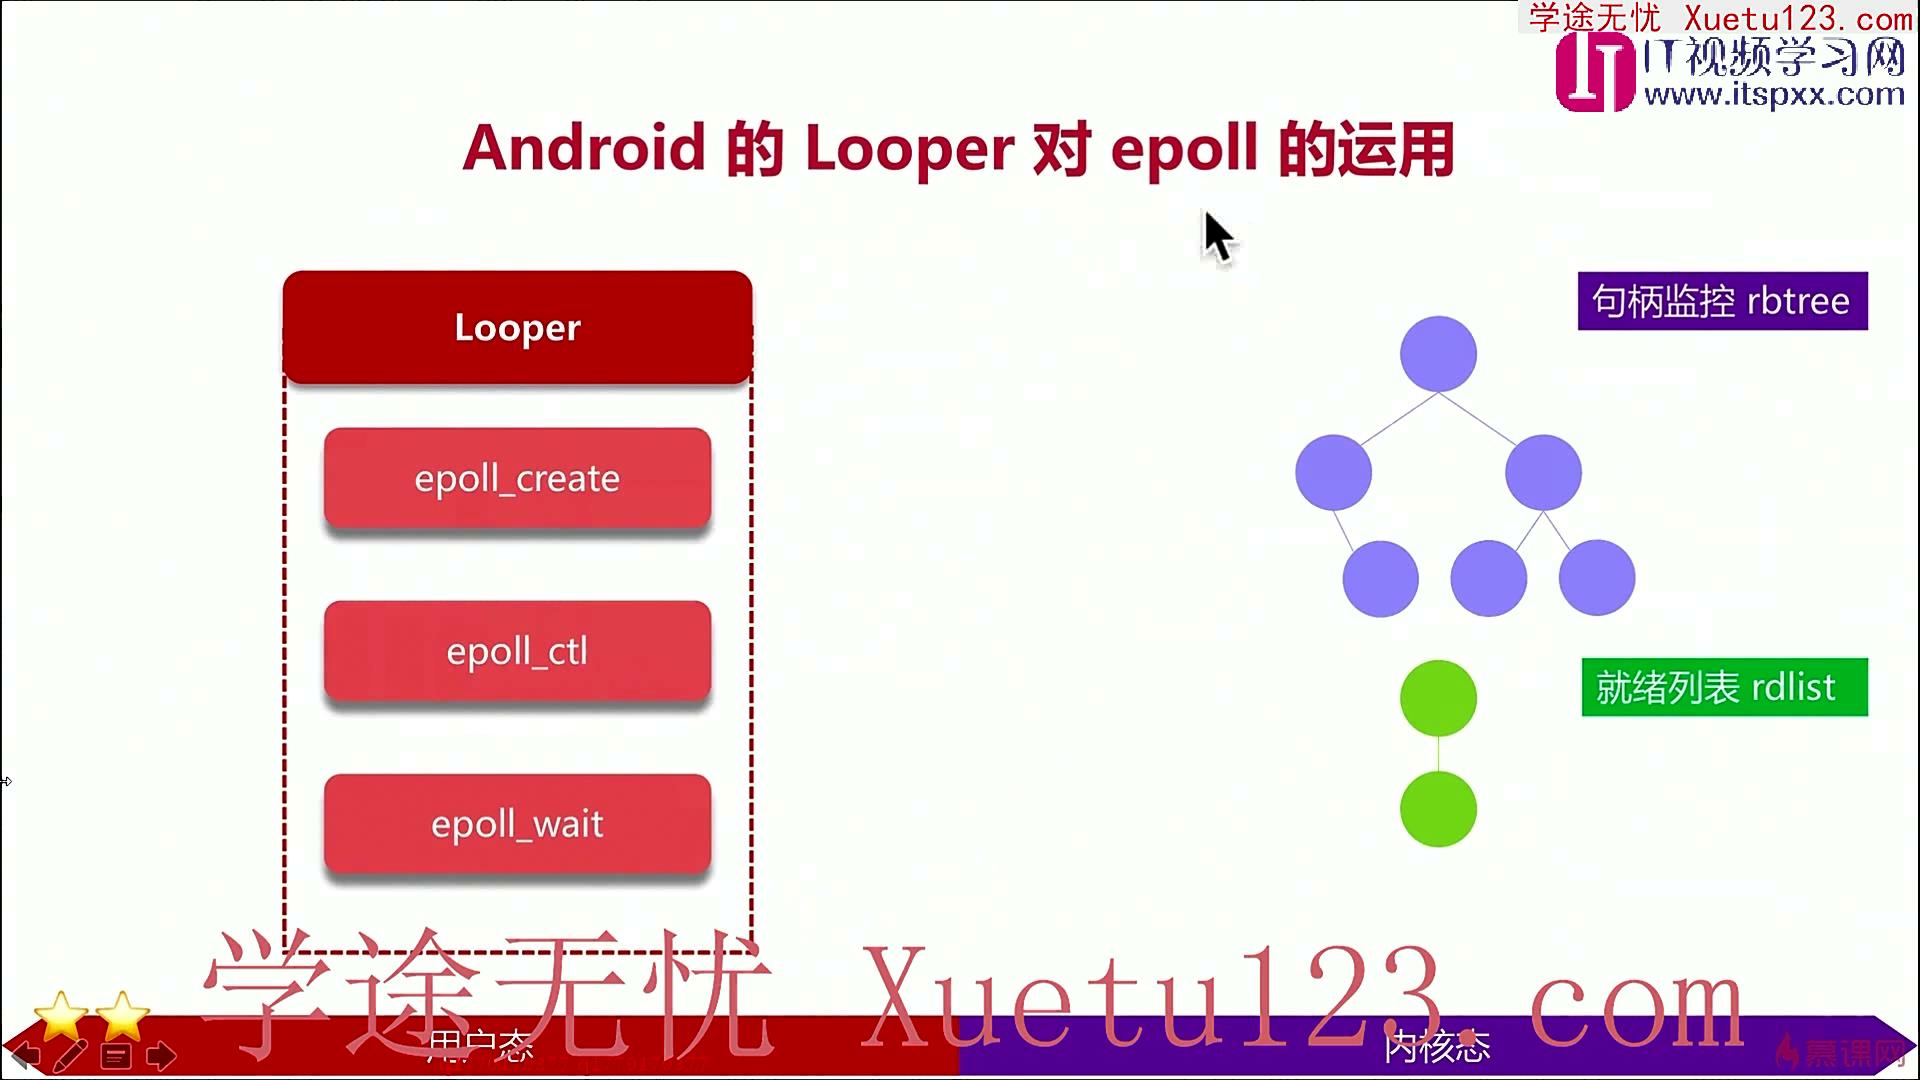 学途无忧 Xuetu123.com
IT视频学习网
www.itspxx.com
Android 的 Looper 对 epoll 的运用
Looper
句柄监控 rbtree
epoll_create
epoll_ctl
就绪列表 rdlist
epoll_wait
学途无忧 Xuetu123.com
用户态
内核态
慕课网